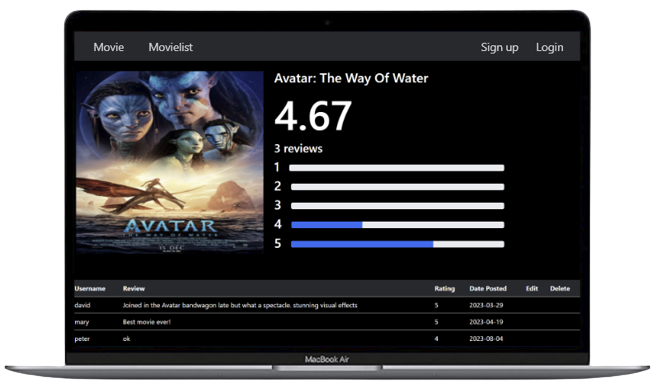 Movie Movielist Sign up Login
Avatar: The Way Of Water
4.67
3 reviews
1
2
3
4
5
AVATAR
THE WAY OF WATER
DEC
Username Review Rating Date Posted Edit Delete
david Joined in the Avatar bandwagon late but what a spectacle. stunning visual effects 5 2023-03-29
mary Best movie ever! 5 2023-04-19
peter ok 4 2023-08-04
MacBook Air